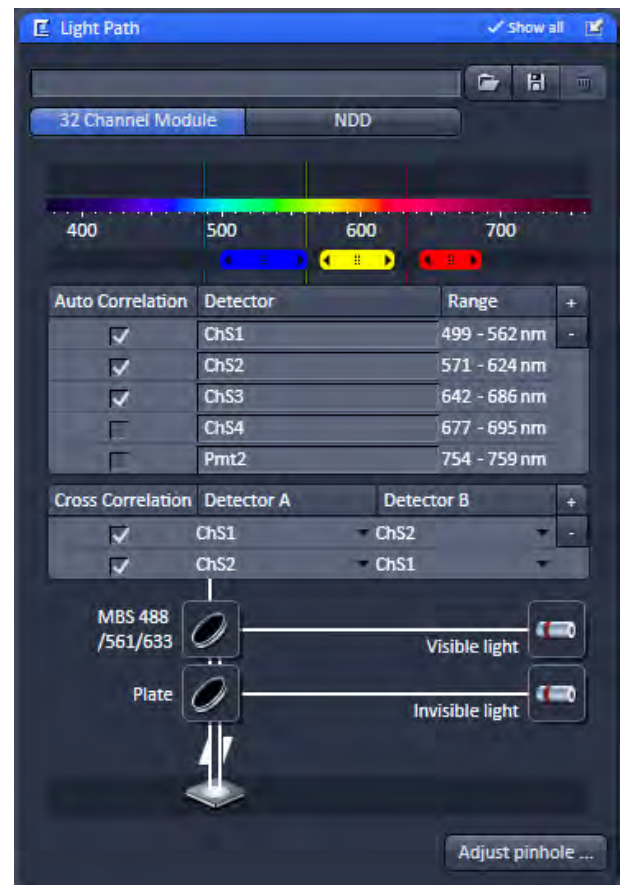 Light Path Show all
32 Channel Module NDD
400 500 600 700
Auto Correlation Detector Range +
ChS1 499 - 562 nm -
ChS2 571 - 624 nm
ChS3 642 - 686 nm
ChS4 677 - 695 nm
Pmt2 754 - 759 nm
Cross Correlation Detector A Detector B +
ChS1 ChS2 -
ChS2 ChS1
MBS 488
/561/633
Visible light
Plate
Invisible light
Adjust pinhole ...